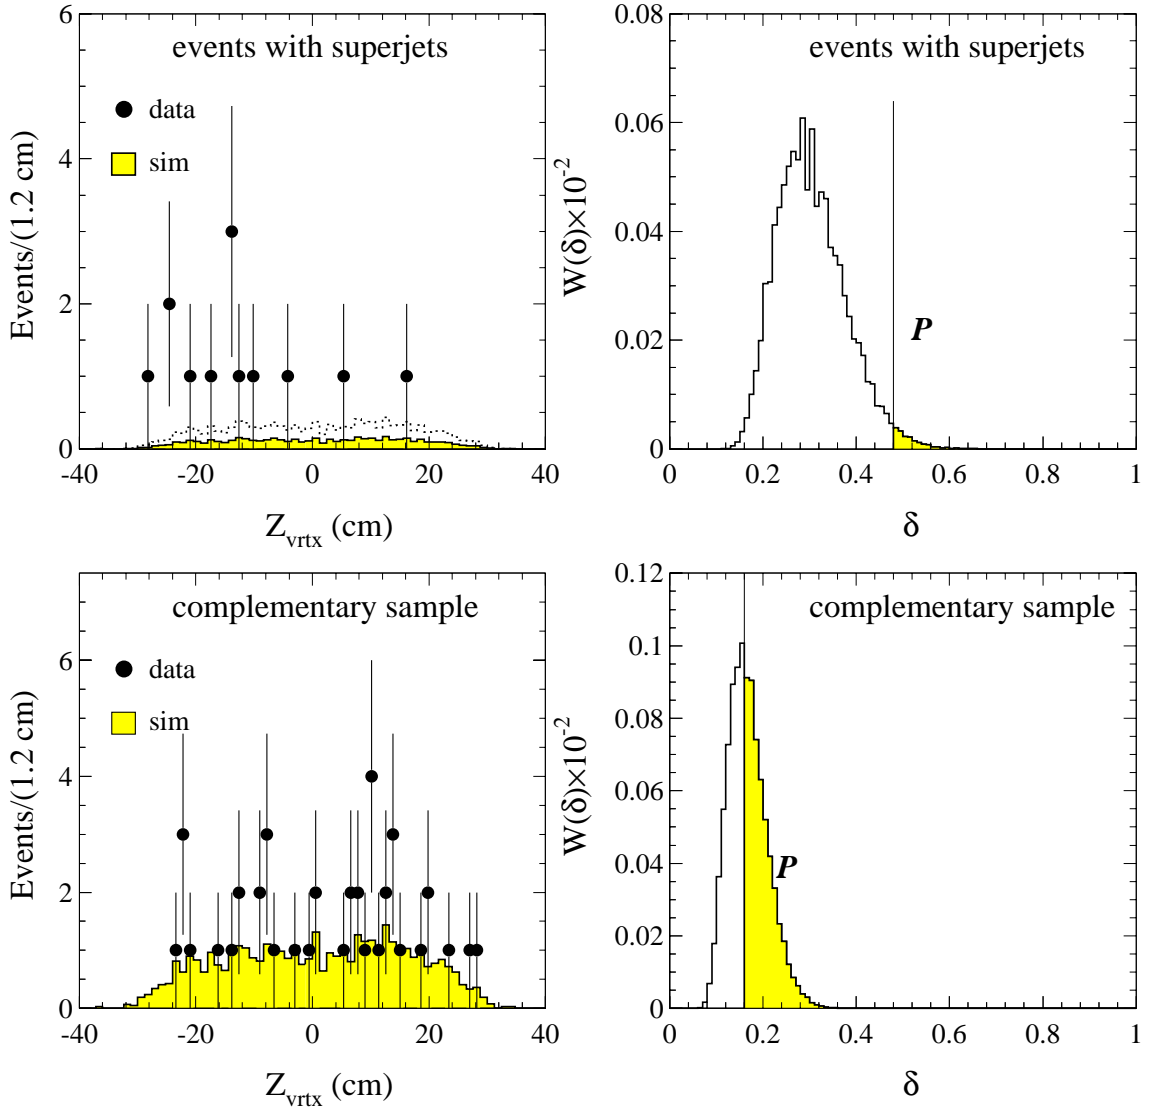 events with superjets
data
sim
Events/(1.2 cm)
6
4
2
0
-40 -20 0 20 40
Z_vrtx (cm)
events with superjets
W(δ)×10^-2
0.08
0.06
0.04
0.02
0
P
0 0.2 0.4 0.6 0.8 1
δ
complementary sample
data
sim
Events/(1.2 cm)
6
4
2
0
-40 -20 0 20 40
Z_vrtx (cm)
complementary sample
W(δ)×10^-2
0.12
0.1
0.08
0.06
0.04
0.02
0
P
0 0.2 0.4 0.6 0.8 1
δ